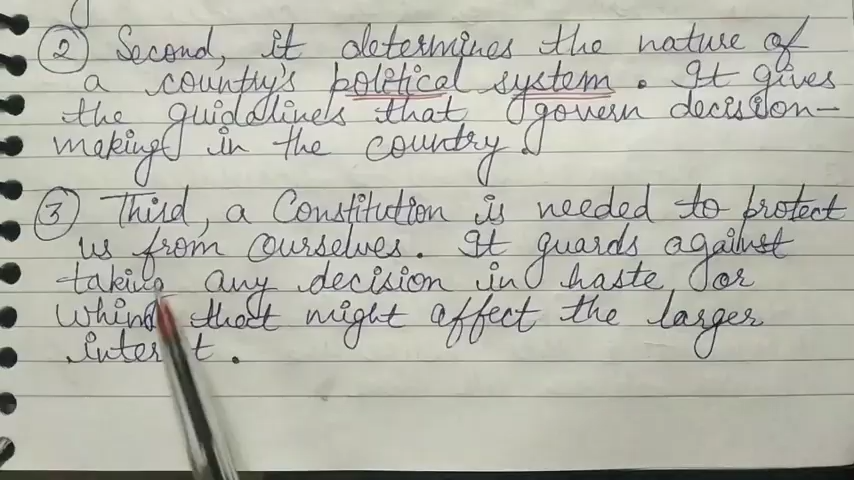 ② Second, it determines the nature of
a country's political system. It gives
the guidelines that govern decision-
making in the country.
③ Third, a Constitution is needed to protect
us from ourselves. It guards against
taking any decision in haste or
that might affect the larger
.